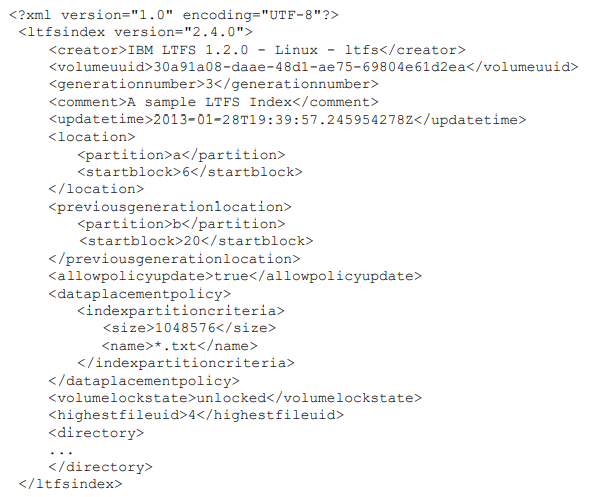 <?xml version="1.0" encoding="UTF-8"?>
<ltfsindex version="2.4.0">
<creator>IBM LTFS 1.2.0 - Linux - ltfs</creator>
<volumeuuid>30a91a08-daae-48d1-ae75-69804e61d2ea</volumeuuid>
<generationnumber>3</generationnumber>
<comment>A sample LTFS Index</comment>
<updatetime>2013-01-28T19:39:57.245954278Z</updatetime>
<location>
<partition>a</partition>
<startblock>6</startblock>
</location>
<previousgenerationlocation>
<partition>b</partition>
<startblock>20</startblock>
</previousgenerationlocation>
<allowpolicyupdate>true</allowpolicyupdate>
<dataplacementpolicy>
<indexpartitioncriteria>
<size>1048576</size>
<name>*.txt</name>
</indexpartitioncriteria>
</dataplacementpolicy>
<volumelockstate>unlocked</volumelockstate>
<highestfileuid>4</highestfileuid>
<directory>
...
</directory>
</ltfsindex>